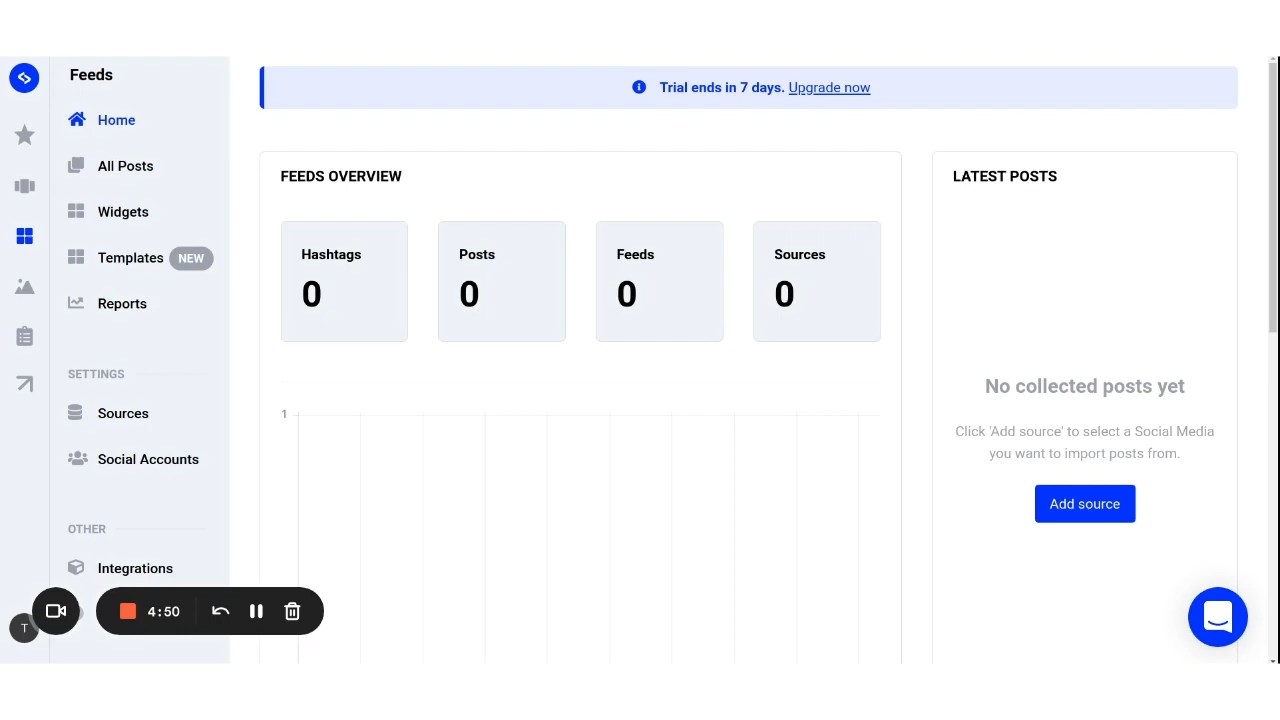 Feeds
Home
All Posts
Widgets
Templates NEW
Reports
SETTINGS
Sources
Social Accounts
OTHER
Integrations
T
4:50
Trial ends in 7 days. Upgrade now
FEEDS OVERVIEW
Hashtags
0
Posts
0
Feeds
0
Sources
0
1
LATEST POSTS
No collected posts yet
Click 'Add source' to select a Social Media
you want to import posts from.
Add source